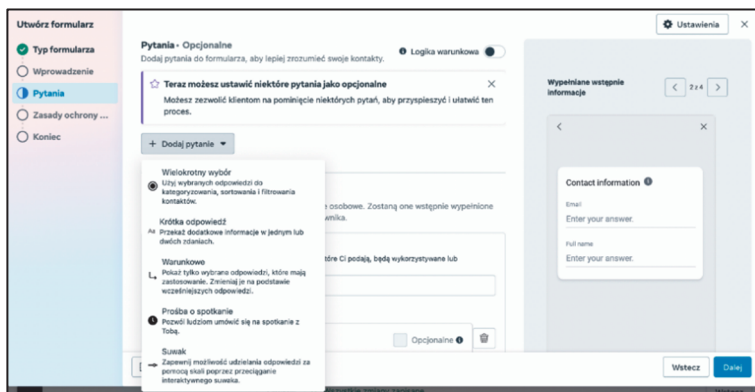 Utwórz formularz
Ustawienia
Typ formularza
Wprowadzenie
Pytania
Zasady ochrony ...
Koniec
Pytania • Opcjonalne
Dodaj pytania do formularza, aby lepiej zrozumieć swoje kontakty.
Logika warunkowa
Teraz możesz ustawić niektóre pytania jako opcjonalne
Możesz zezwolić klientom na pominięcie niektórych pytań, aby przyspieszyć i ułatwić ten
proces.
+ Dodaj pytanie
Wielokrotny wybór
Użyj wybranych odpowiedzi do
kategoryzowania, sortowania i filtrowania
kontaktów.
Krótka odpowiedź
Aa Przekaż dodatkowe informacje w jednym lub
dwóch zdaniach.
Warunkowe
Pokaż tylko wybrane odpowiedzi, które mają
zastosowanie. Zmieniaj je na podstawie
wcześniejszych odpowiedzi.
Prośba o spotkanie
Pozwól ludziom umówić się na spotkanie z
Tobą.
Suwak
Zapewnij możliwość udzielania odpowiedzi za
pomocą skali poprzez przeciąganie
interaktywnego suwaka.
e osobowe. Zostaną one wstępnie wypełnione
wnika.
tóre Ci podają, będą wykorzystywane lub
Opcjonalne
Wypełniane wstępnie
informacje
2 z 4
Contact information
Email
Enter your answer.
Full name
Enter your answer.
Wstecz
Dalej